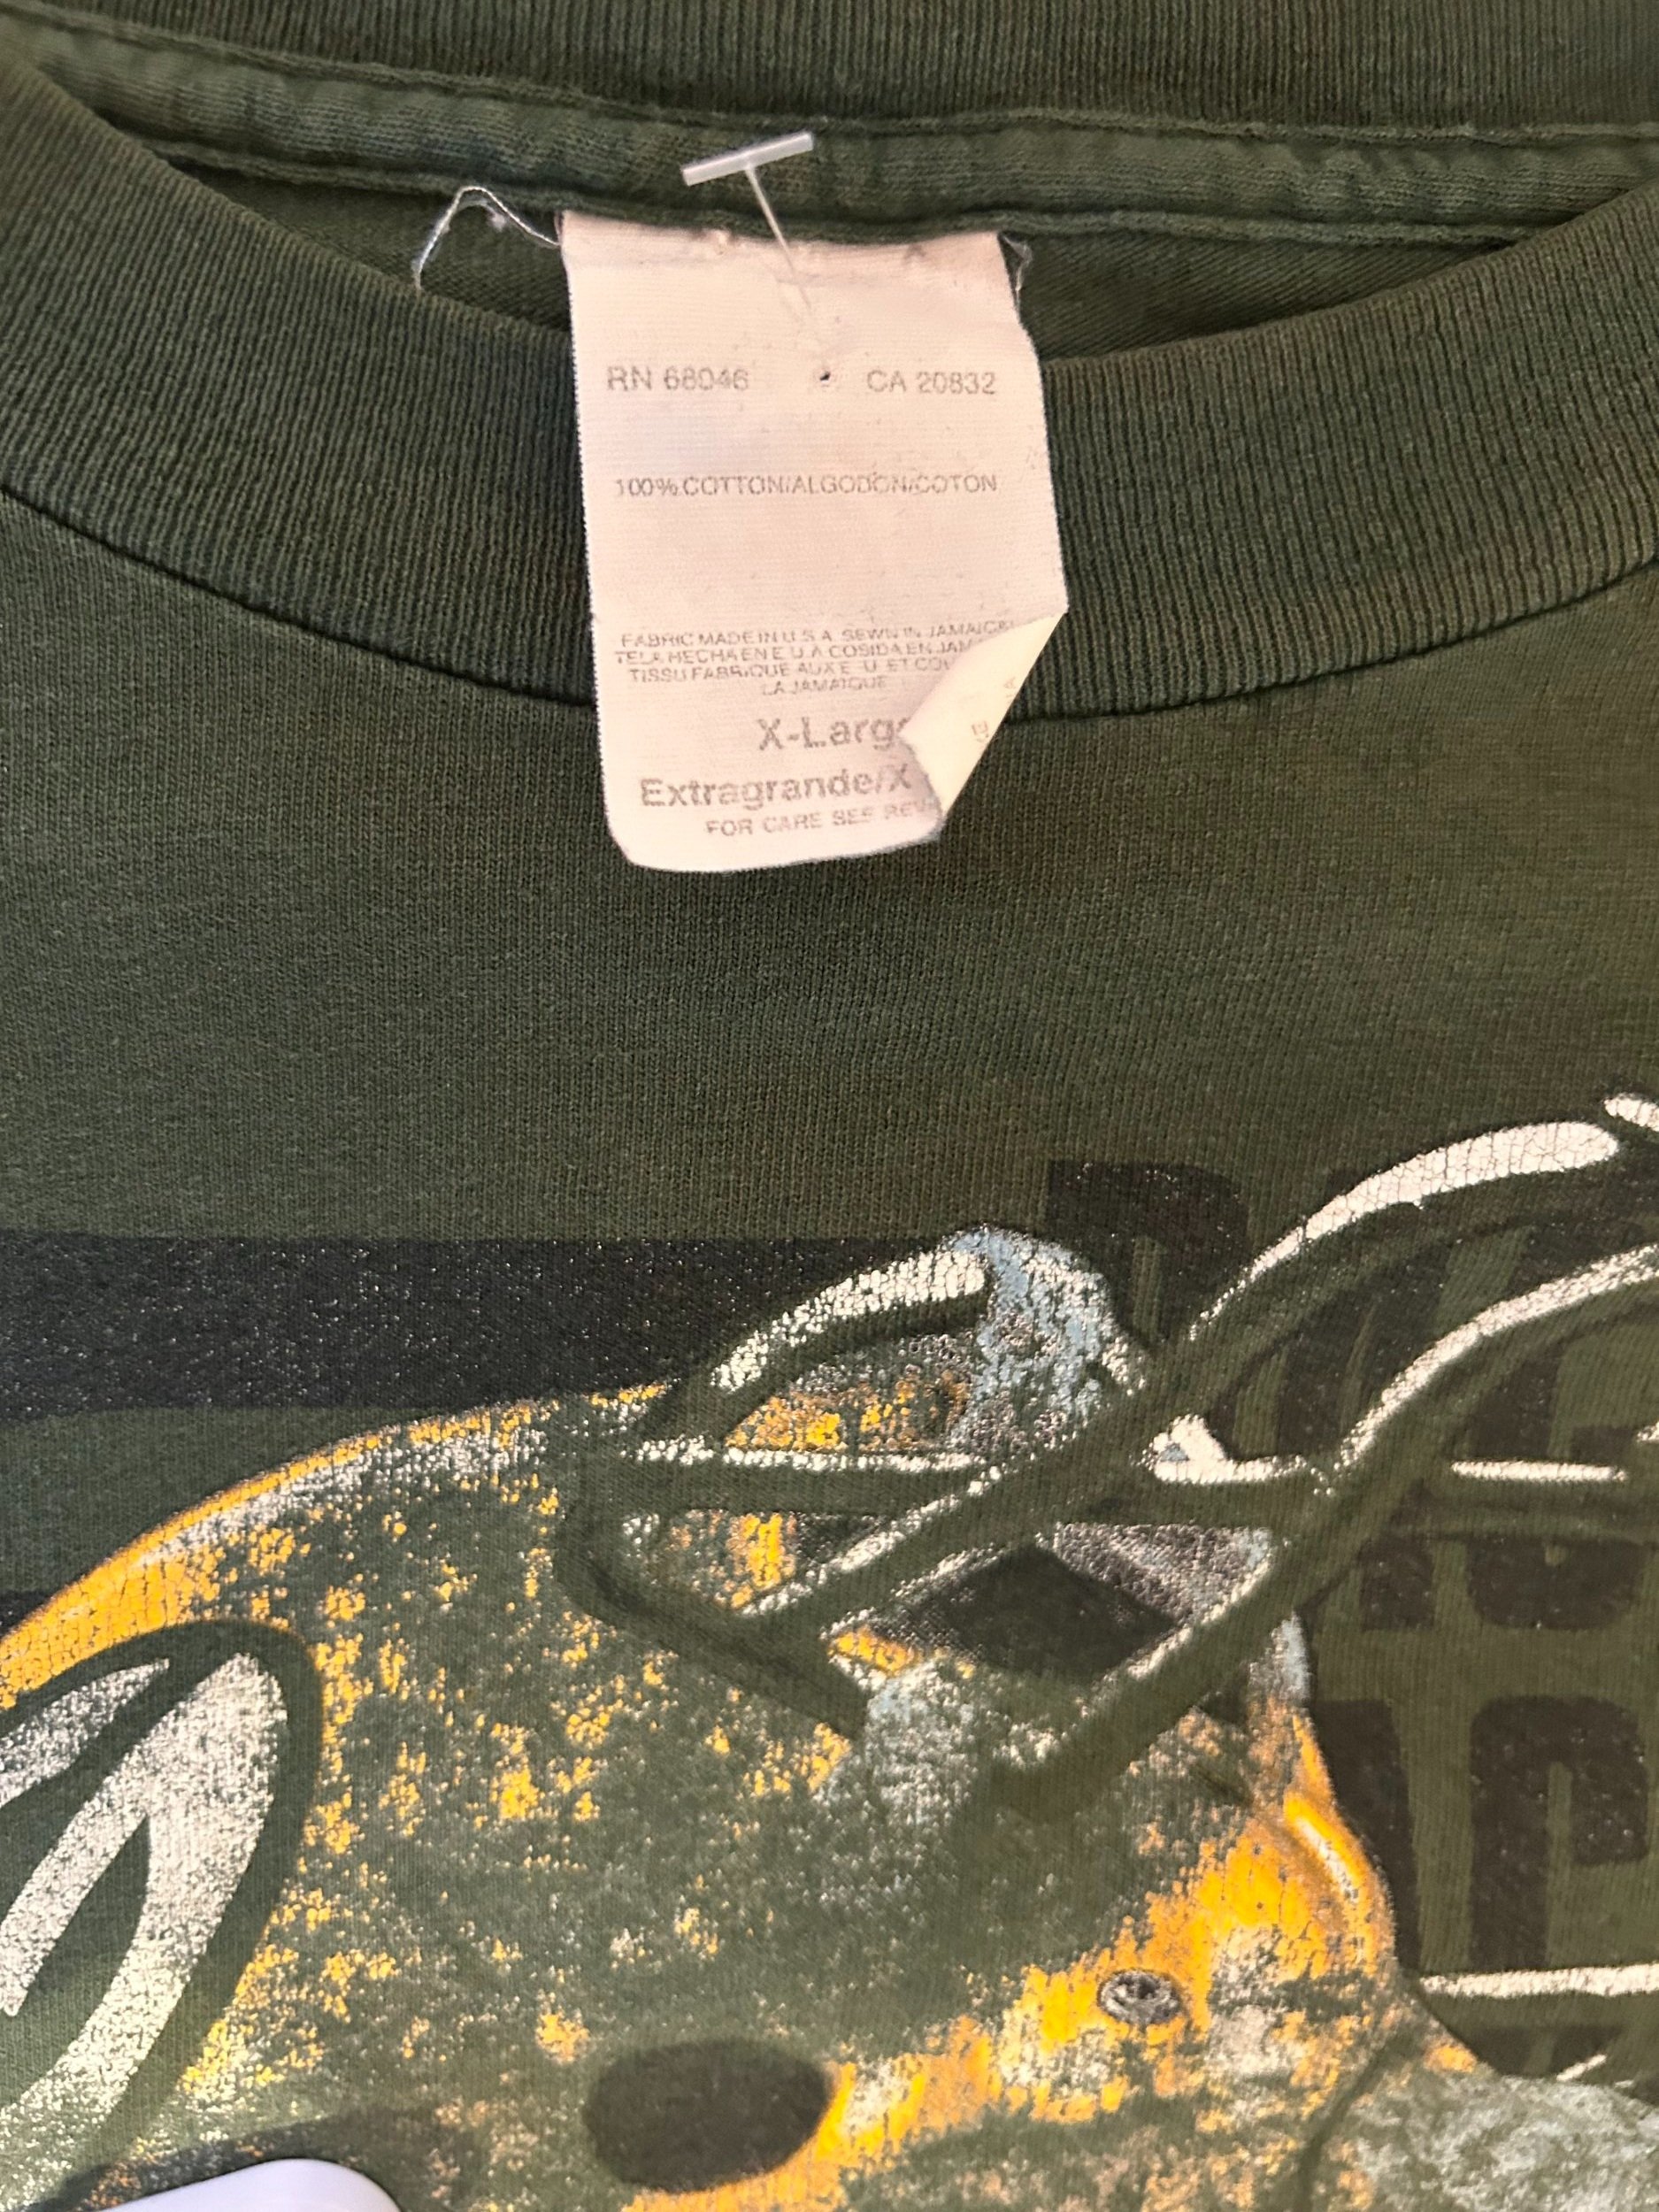 RN 68046 CA 20832
100% COTTON/ALGODON/COTON
FABRIC MADE IN U.S.A. SEWN IN JAMAICA
TELA HECHA EN E.U.A COSIDA EN JAM
TISSU FABRIQUE AUX E.-U. ET COU
LA JAMAIQUE
X-Larg
Extragrande/X
FOR CARE SEE REV